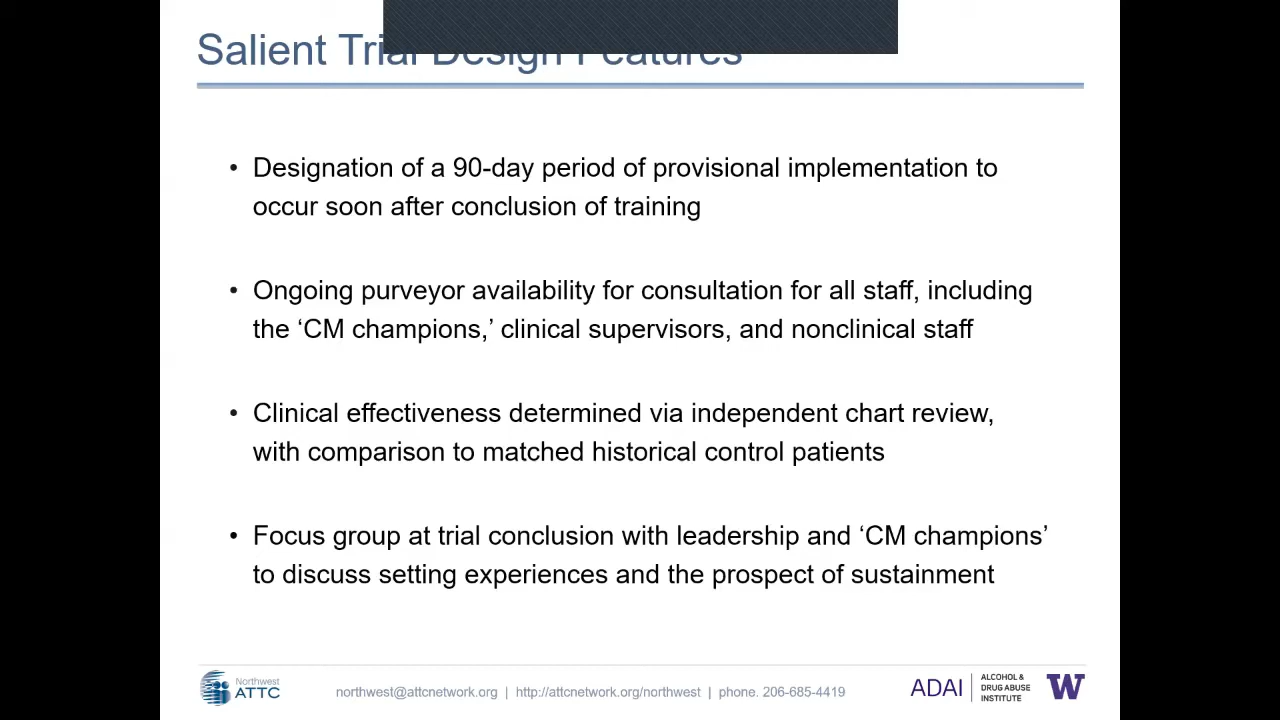 Salient Trial Design Features
• Designation of a 90-day period of provisional implementation to
occur soon after conclusion of training
• Ongoing purveyor availability for consultation for all staff, including
the ‘CM champions,’ clinical supervisors, and nonclinical staff
• Clinical effectiveness determined via independent chart review,
with comparison to matched historical control patients
• Focus group at trial conclusion with leadership and ‘CM champions’
to discuss setting experiences and the prospect of sustainment
Northwest
ATTC
northwest@attcnetwork.org | http://attcnetwork.org/northwest | phone. 206-685-4419
ADAI
ALCOHOL &
DRUG ABUSE
INSTITUTE
W